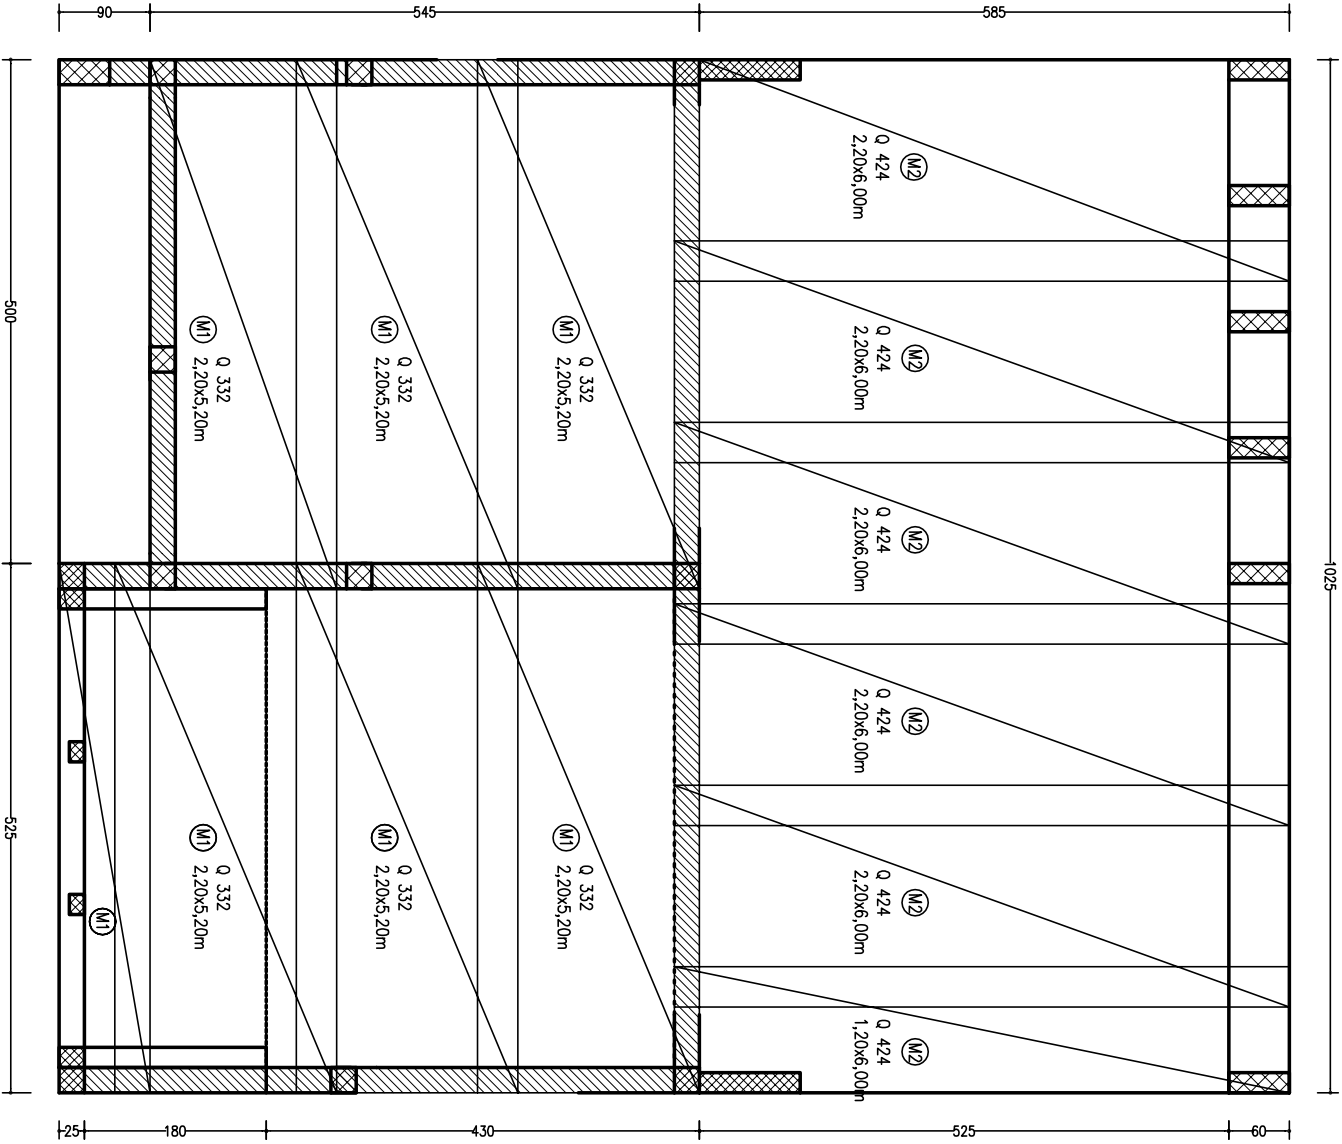 90
545
585
M2
Q 424
2,20x6,00m
500
M1
Q 332
2,20x5,20m
M1
Q 332
2,20x5,20m
M1
Q 332
2,20x5,20m
M2
Q 424
2,20x6,00m
M2
Q 424
2,20x6,00m
1025
M2
Q 424
2,20x6,00m
525
M1
Q 332
2,20x5,20m
M1
Q 332
2,20x5,20m
M1
Q 332
2,20x5,20m
M1
M2
Q 424
2,20x6,00m
M2
Q 424
1,20x6,00m
25
180
430
525
60